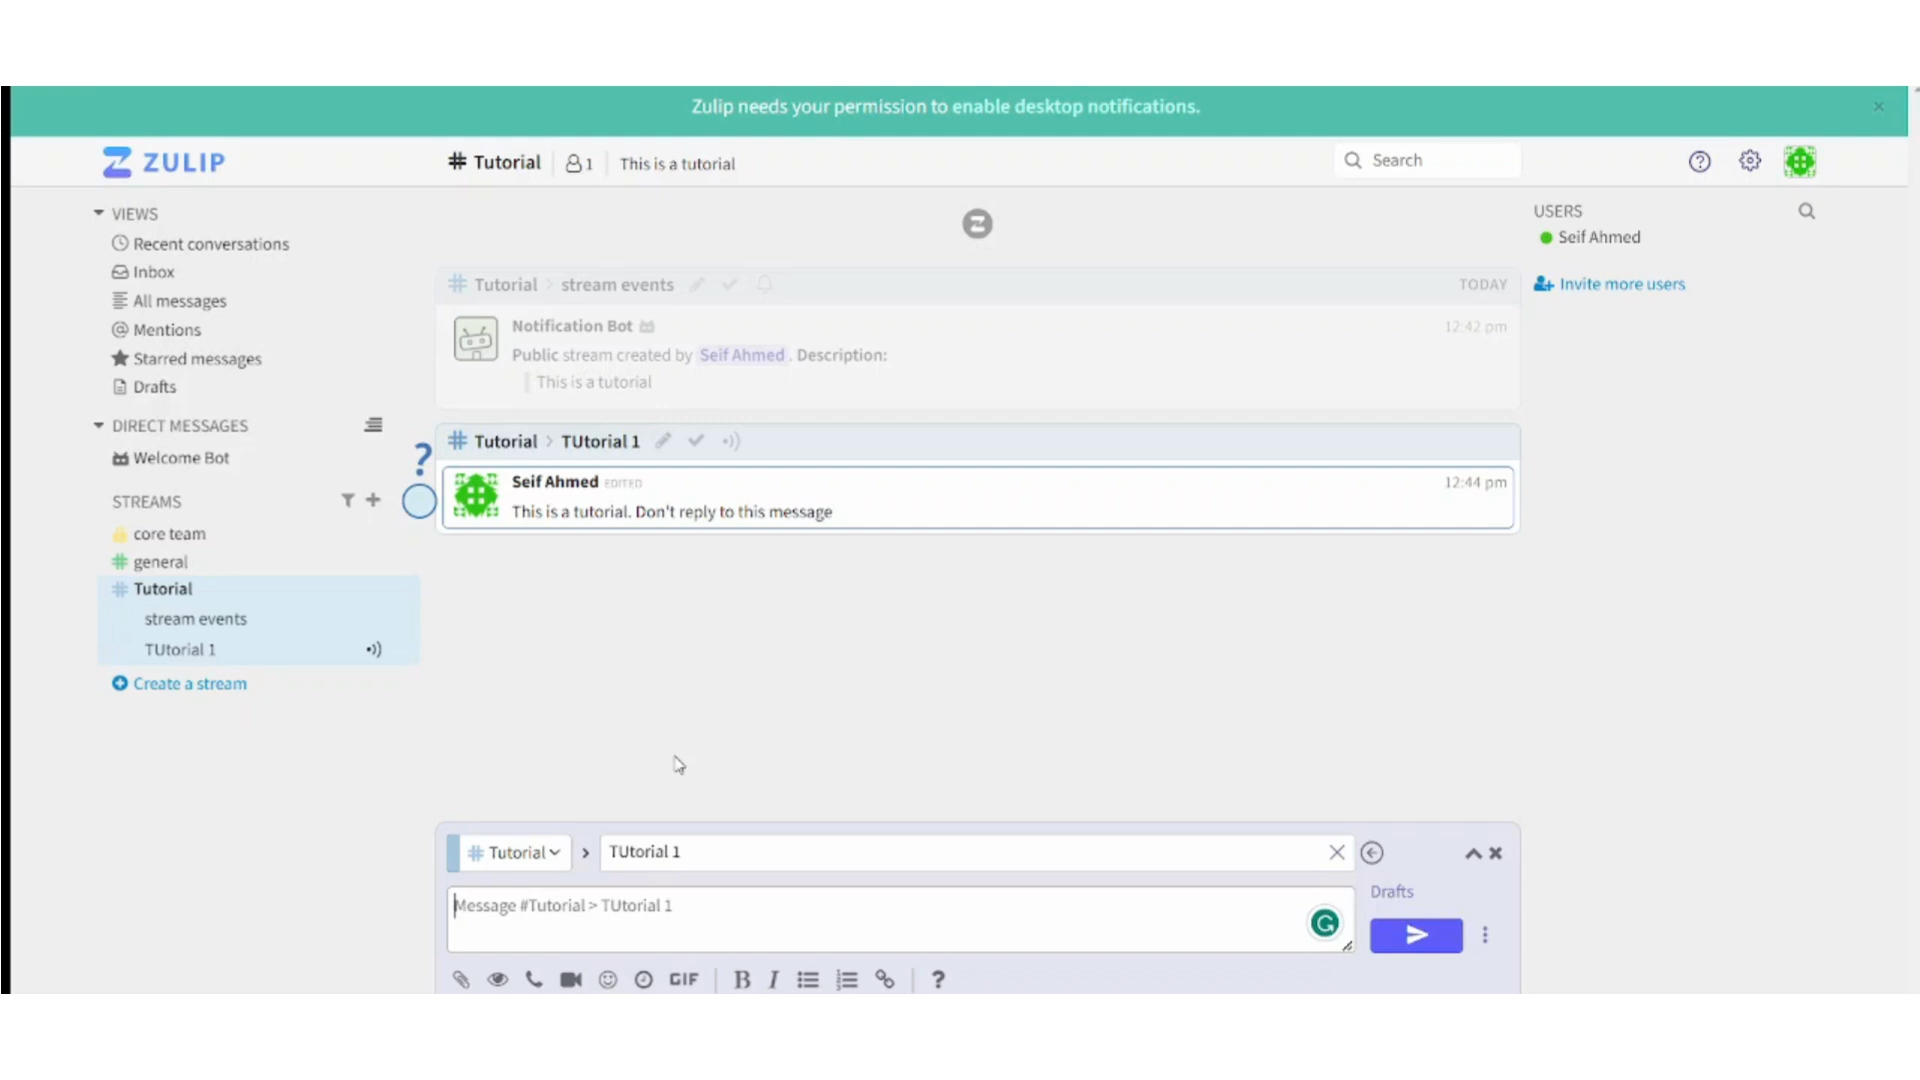 Zulip needs your permission to enable desktop notifications.
ZULIP
# Tutorial 1 This is a tutorial
Search
VIEWS
Recent conversations
Inbox
All messages
Mentions
Starred messages
Drafts
DIRECT MESSAGES
Welcome Bot
STREAMS
core team
# general
# Tutorial
stream events
TUtorial 1
Create a stream
?
# Tutorial > stream events TODAY
Notification Bot 12:42 pm
Public stream created by Seif Ahmed . Description:
This is a tutorial
# Tutorial > TUtorial 1
Seif Ahmed EDITED 12:44 pm
This is a tutorial. Don't reply to this message
USERS
Seif Ahmed
Invite more users
# Tutorial > TUtorial 1
Message #Tutorial > TUtorial 1
Drafts
GIF B I ?